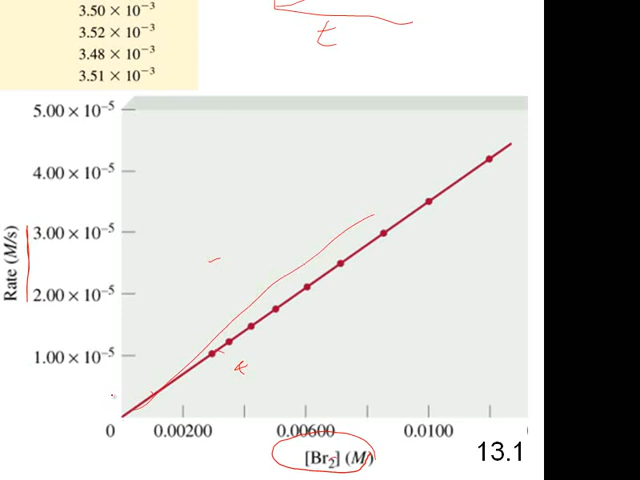 3.50 × 10⁻³
3.52 × 10⁻³
3.48 × 10⁻³
3.51 × 10⁻³
t
5.00 × 10⁻⁵
4.00 × 10⁻⁵
3.00 × 10⁻⁵
2.00 × 10⁻⁵
1.00 × 10⁻⁵
Rate (M/s)
0
0.00200
0.00600
0.0100
[Br₂] (M)
13.1